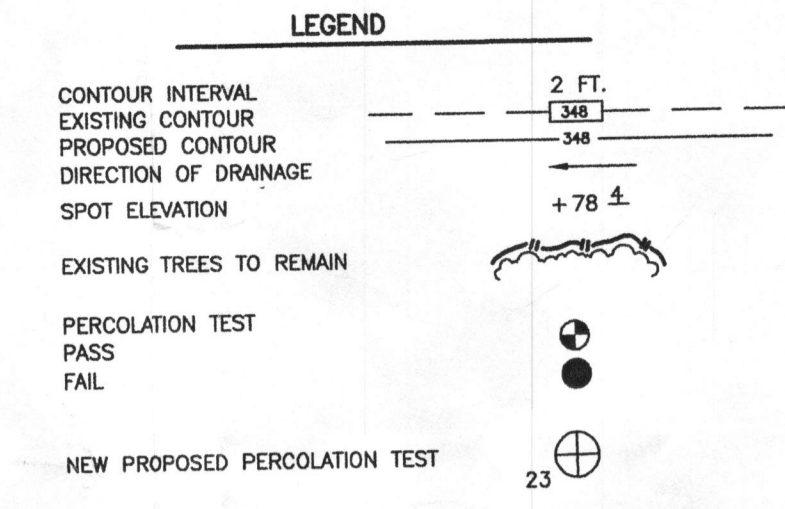 LEGEND
CONTOUR INTERVAL 2 FT.
EXISTING CONTOUR 348
PROPOSED CONTOUR 348
DIRECTION OF DRAINAGE
SPOT ELEVATION +78 4
EXISTING TREES TO REMAIN
PERCOLATION TEST
PASS
FAIL
NEW PROPOSED PERCOLATION TEST 23